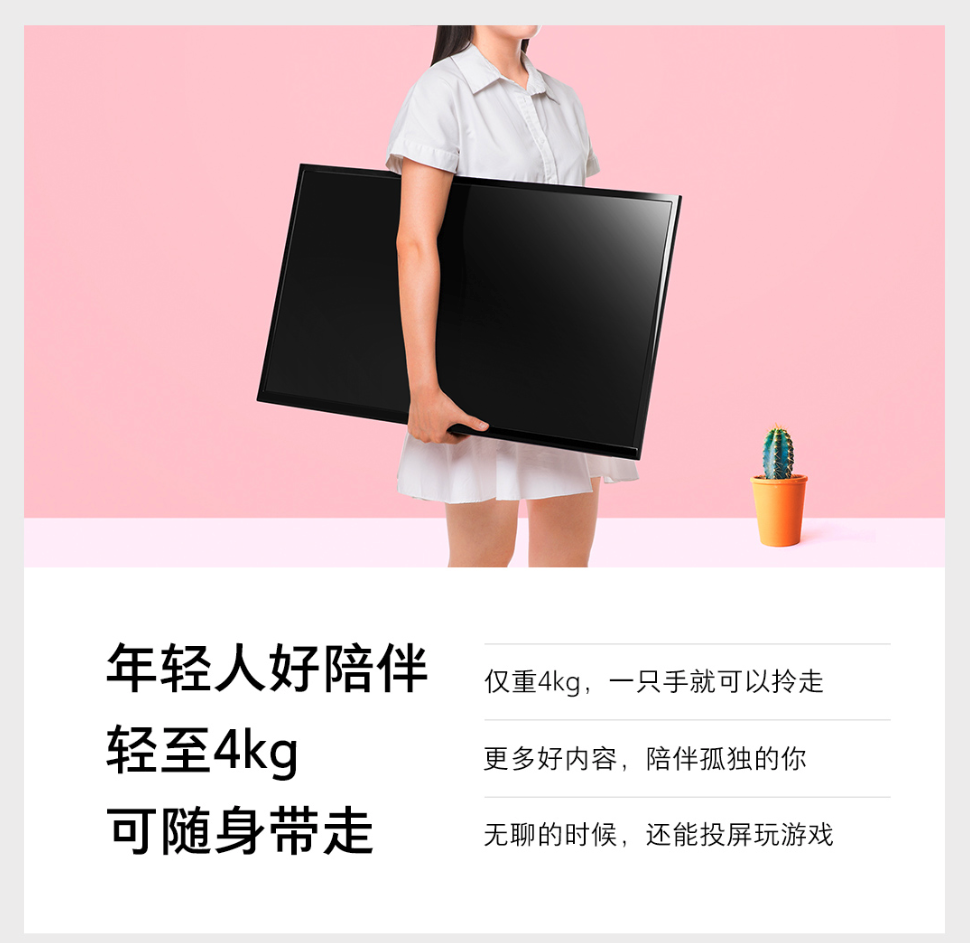 年轻人好陪伴
轻至4kg
可随身带走
仅重4kg，一只手就可以拎走
更多好内容，陪伴孤独的你
无聊的时候，还能投屏玩游戏